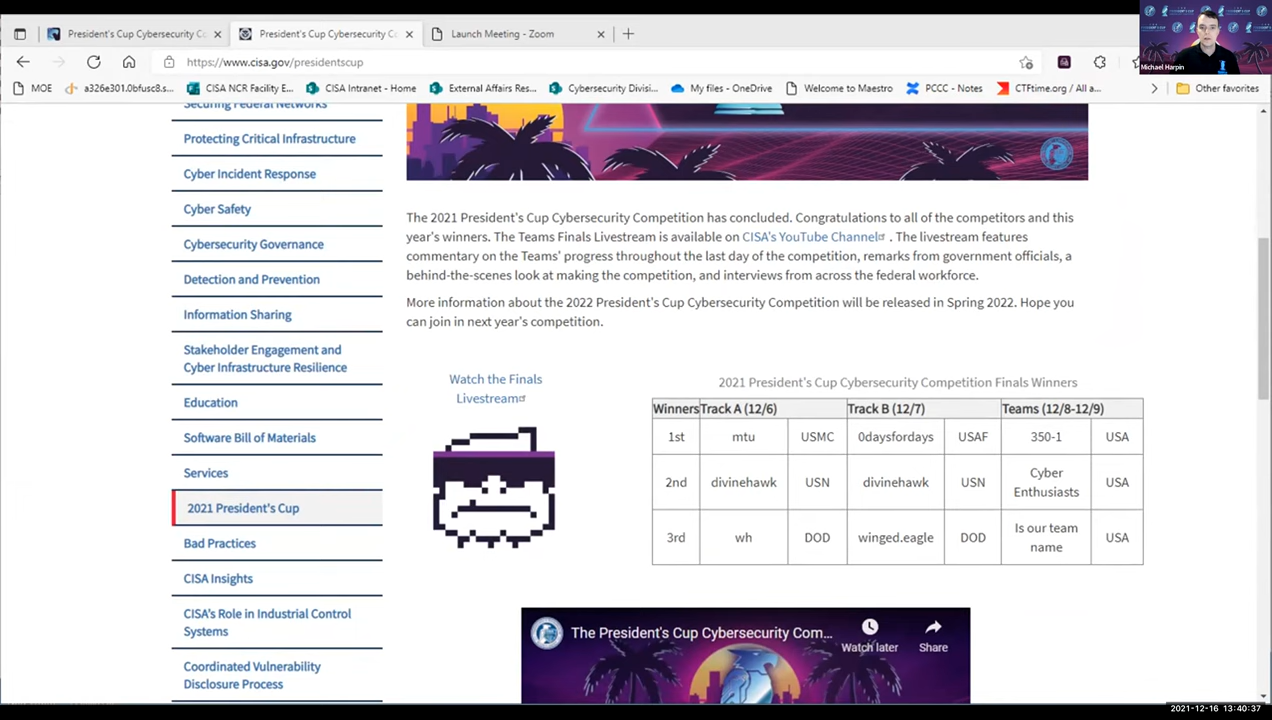 President's Cup Cybersecurity C
President's Cup Cybersecurity C
Launch Meeting - Zoom
https://www.cisa.gov/presidentscup
MOE
a326e301.0bfusc8.s...
CISA NCR Facility E...
CISA Intranet - Home
External Affairs Res...
Cybersecurity Divisio...
My files - OneDrive
Welcome to Maestro
PCCC - Notes
CTFtime.org / All a...
Other favorites
Michael Harpin
Securing Federal Networks
Protecting Critical Infrastructure
Cyber Incident Response
Cyber Safety
Cybersecurity Governance
Detection and Prevention
Information Sharing
Stakeholder Engagement and
Cyber Infrastructure Resilience
Education
Software Bill of Materials
Services
2021 President's Cup
Bad Practices
CISA Insights
CISA's Role in Industrial Control
Systems
Coordinated Vulnerability
Disclosure Process
The 2021 President's Cup Cybersecurity Competition has concluded. Congratulations to all of the competitors and this
year's winners. The Teams Finals Livestream is available on CISA's YouTube Channel . The livestream features
commentary on the Teams' progress throughout the last day of the competition, remarks from government officials, a
behind-the-scenes look at making the competition, and interviews from across the federal workforce.
More information about the 2022 President's Cup Cybersecurity Competition will be released in Spring 2022. Hope you
can join in next year's competition.
Watch the Finals
Livestream
2021 President's Cup Cybersecurity Competition Finals Winners
Winners Track A (12/6) Track B (12/7) Teams (12/8-12/9)
1st mtu USMC 0daysfordays USAF 350-1 USA
2nd divinehawk USN divinehawk USN Cyber Enthusiasts USA
3rd wh DOD winged.eagle DOD Is our team name USA
The President's Cup Cybersecurity Com...
Watch later
Share
2021-12-16 13:40:37